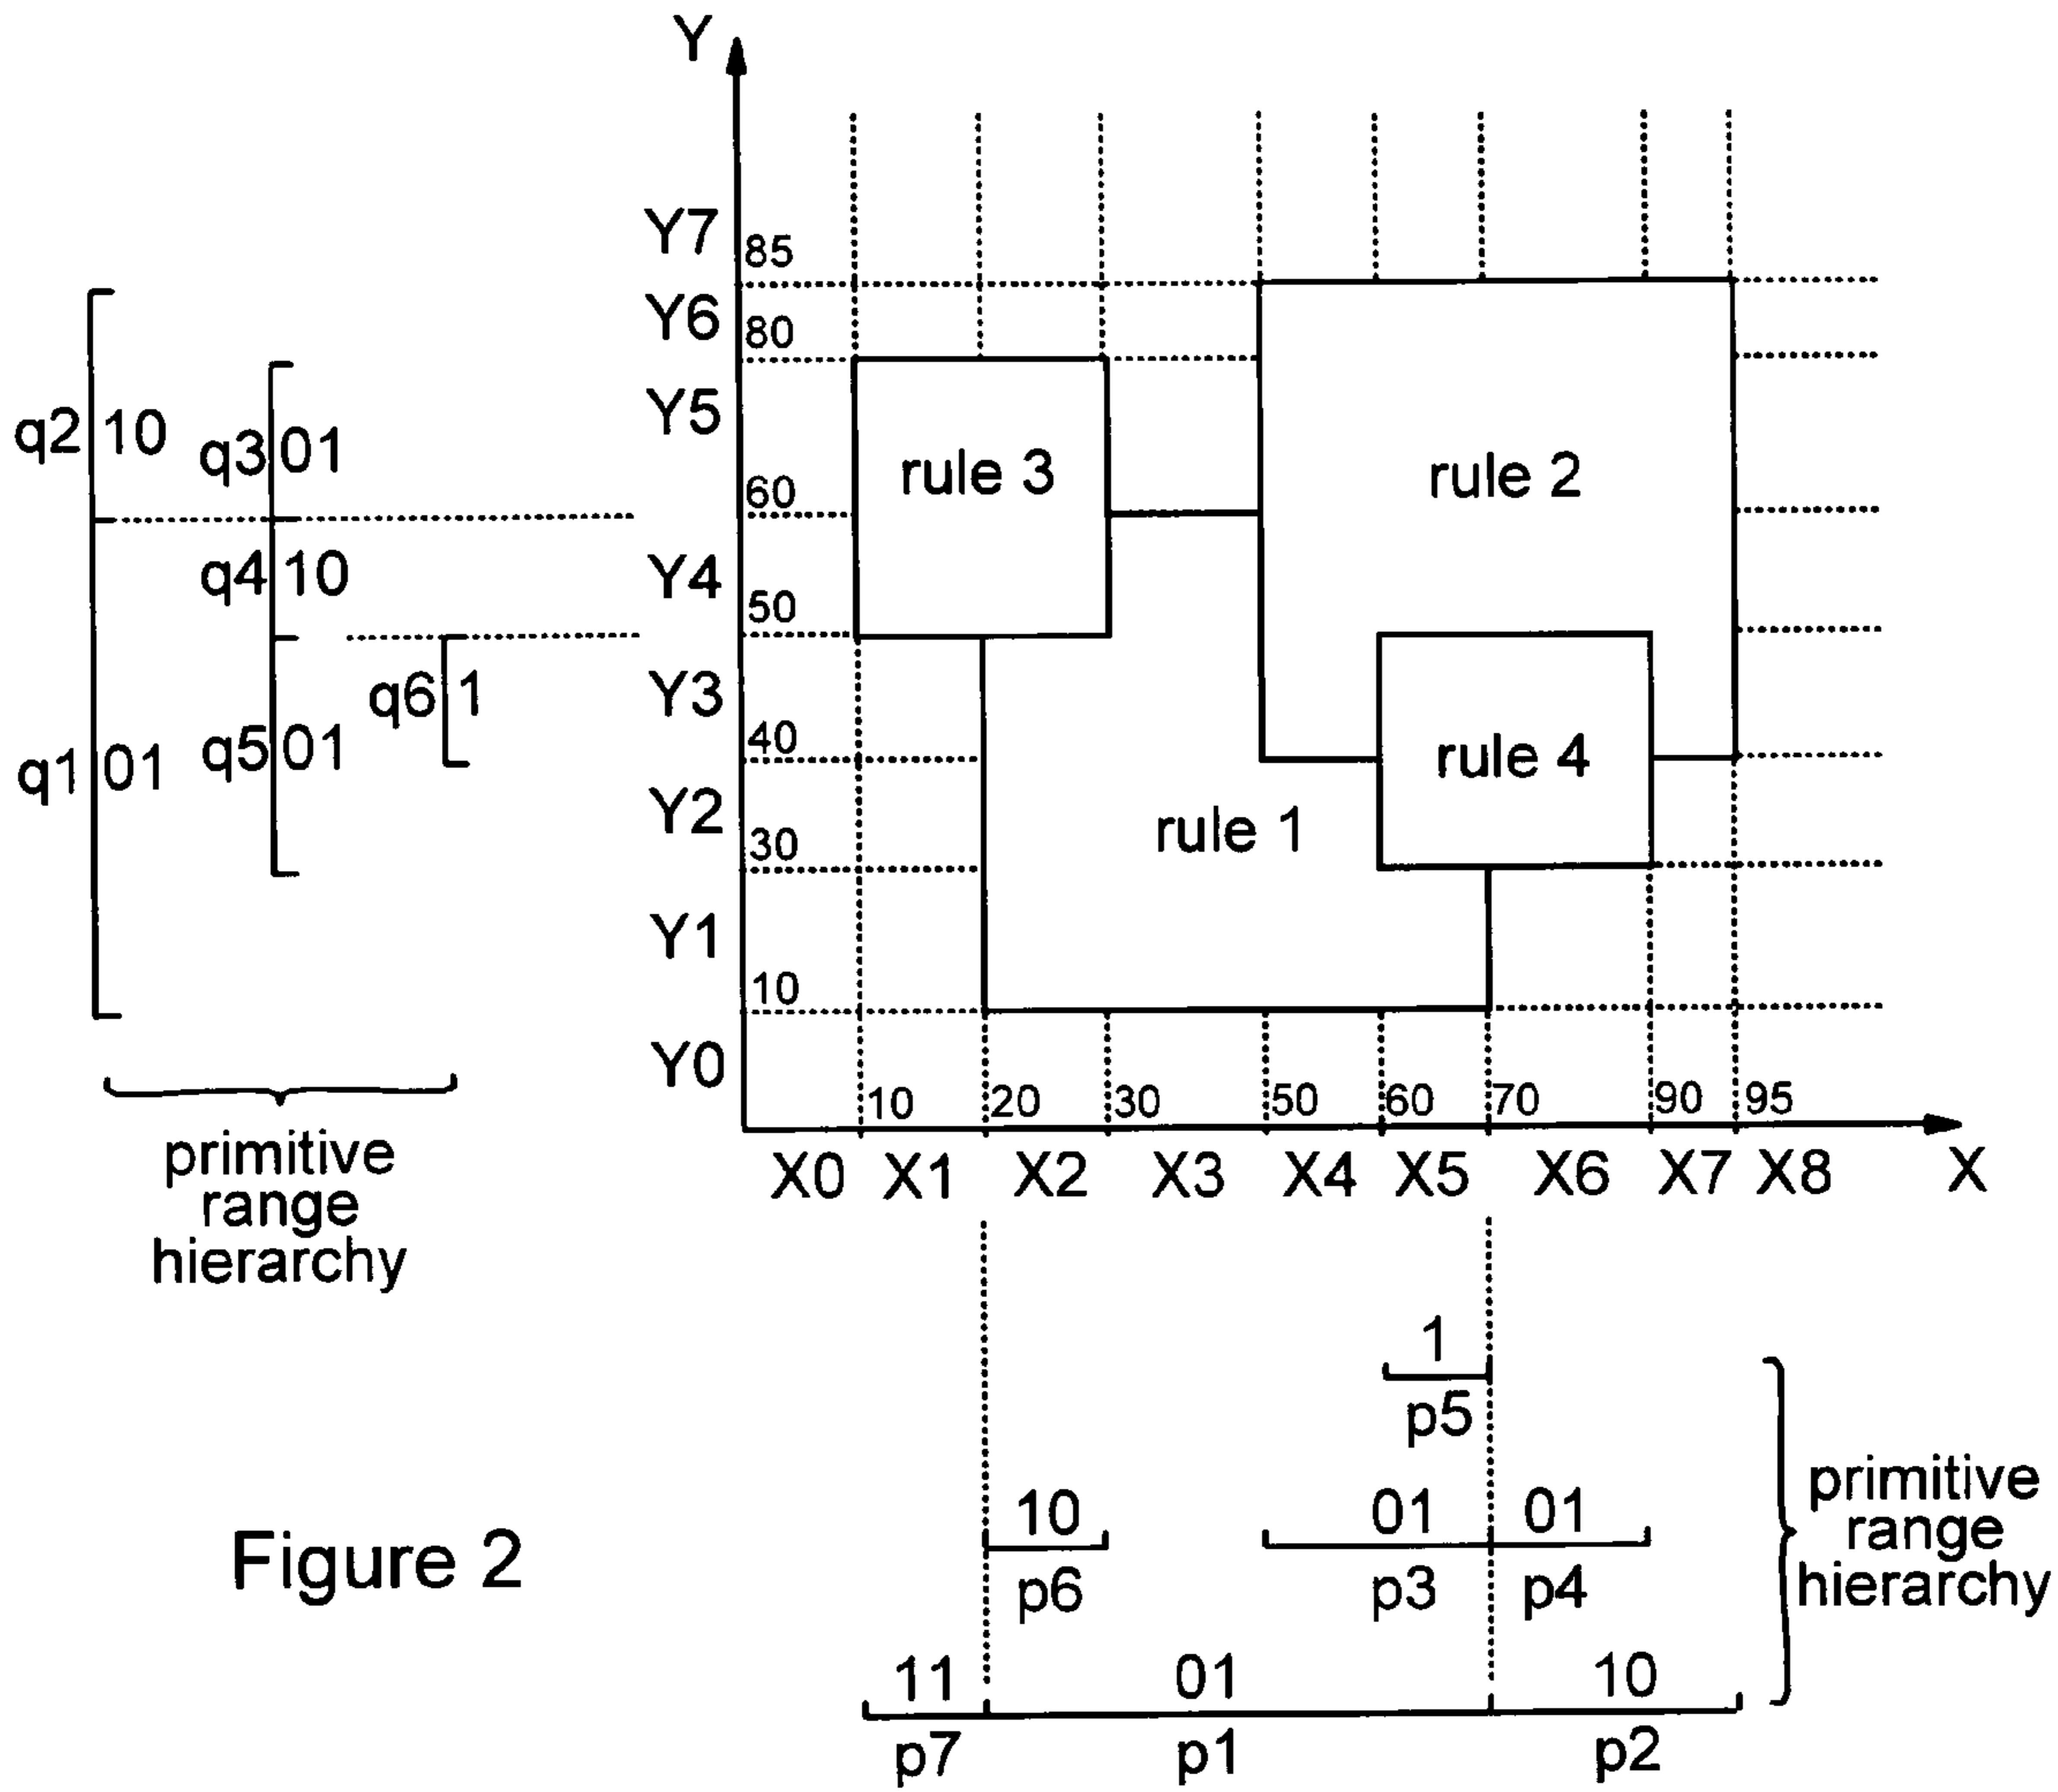 Y
Y7
85
Y6
80
q2 10
q3 01
Y5
rule 3
rule 2
60
q4 10
Y4
50
q6 1
Y3
q1 01
q5 01
40
rule 4
Y2
rule 1
30
Y1
10
Y0
10 20 30 50 60 70 90 95
X0 X1 X2 X3 X4 X5 X6 X7 X8 X
primitive
range
hierarchy
1
p5
10 01 01
p6 p3 p4
primitive
range
hierarchy
Figure 2
11 01 10
p7 p1 p2